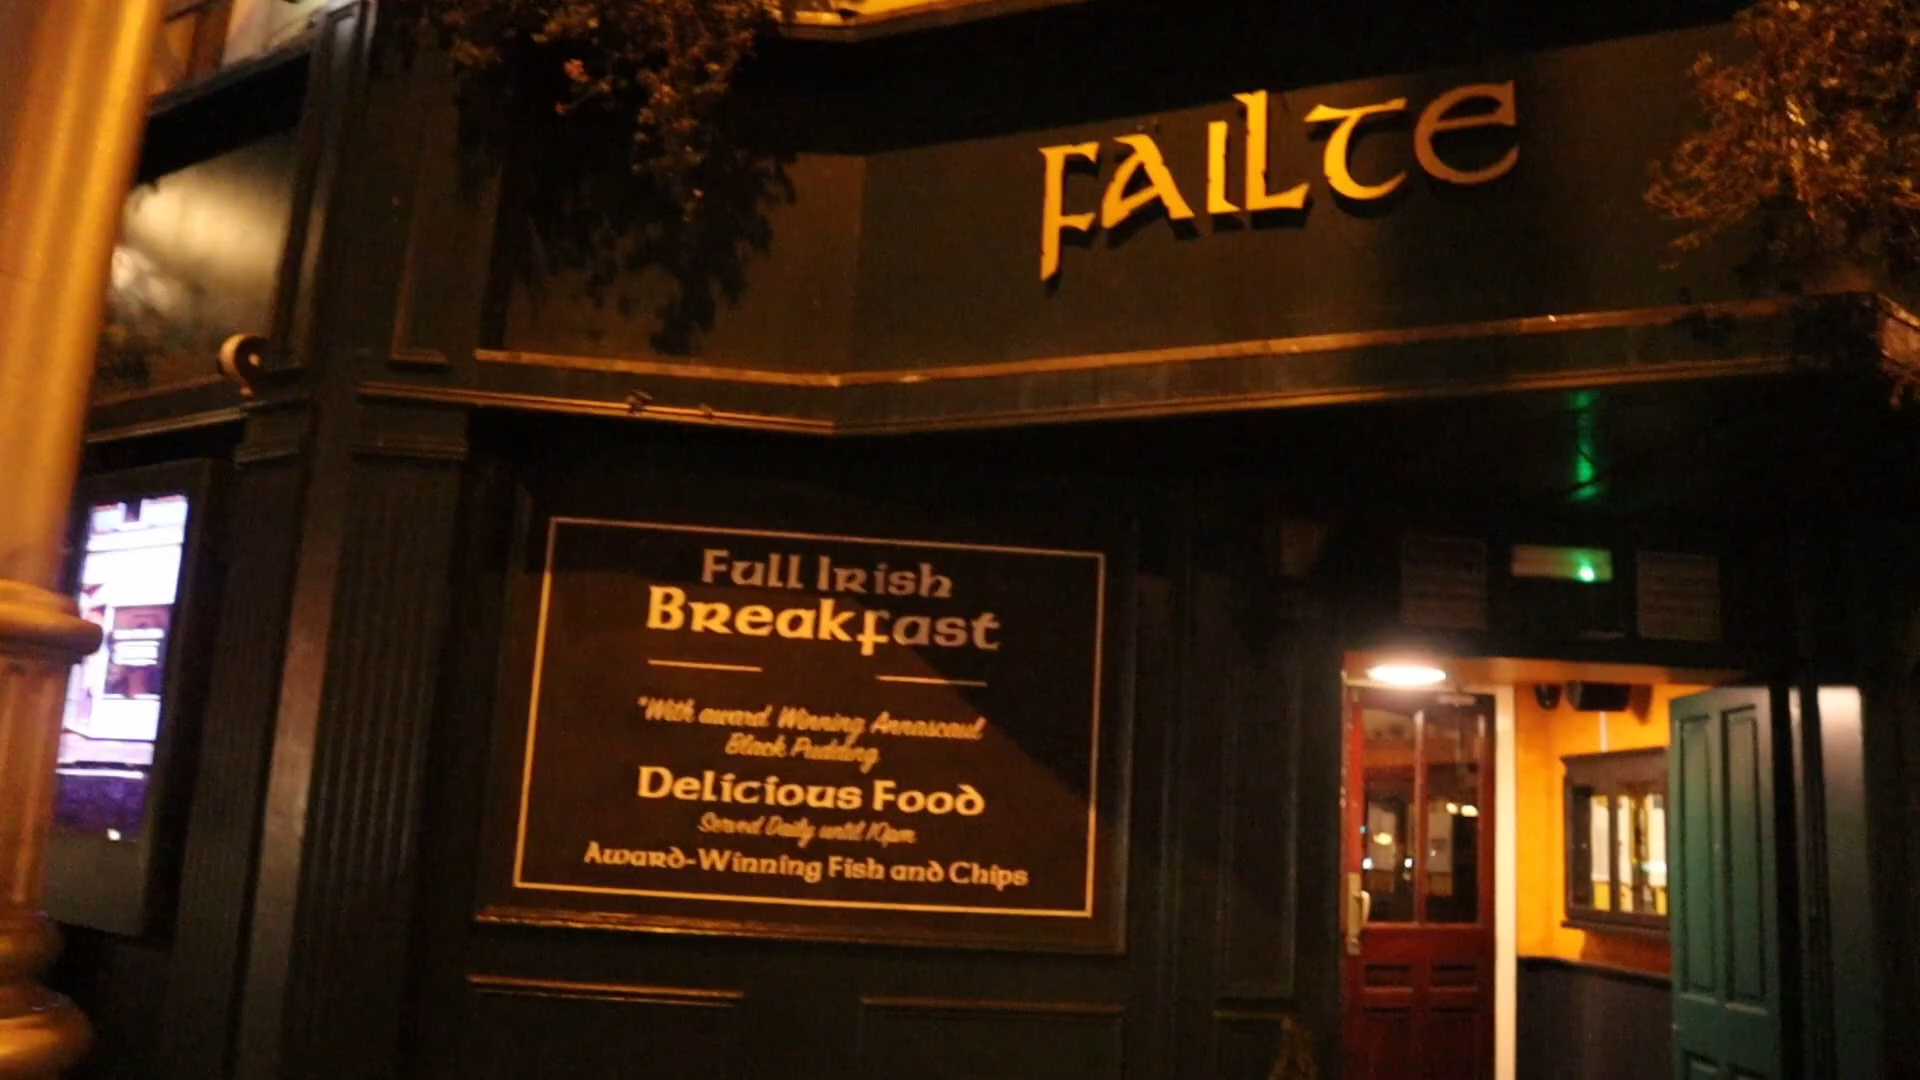 FAILTE
Full Irish
Breakfast
"With award Winning Annascaul
Black Pudding
Delicious Food
Served Daily until 10pm
Award-Winning Fish and Chips